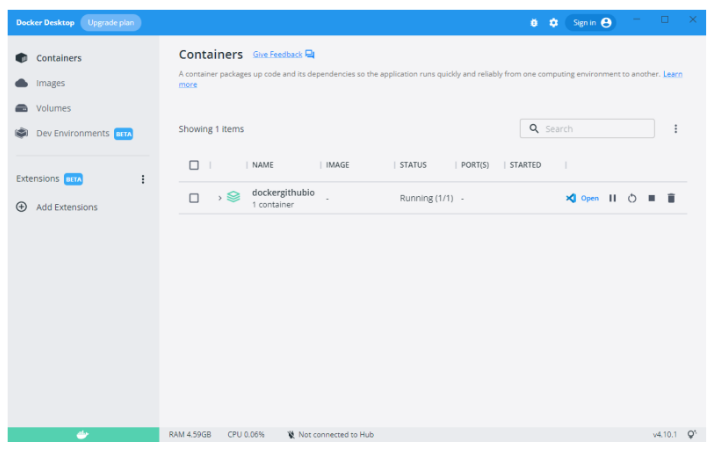 Docker Desktop Upgrade plan Sign in
Containers
Images
Volumes
Dev Environments BETA
Extensions BETA
Add Extensions
Containers Give Feedback
A container packages up code and its dependencies so the application runs quickly and reliably from one computing environment to another. Learn
more
Showing 1 items Search
NAME IMAGE STATUS PORT(S) STARTED
dockergithubio - Running (1/1) - Open
1 container
RAM 4.59GB CPU 0.06% Not connected to Hub v4.10.1